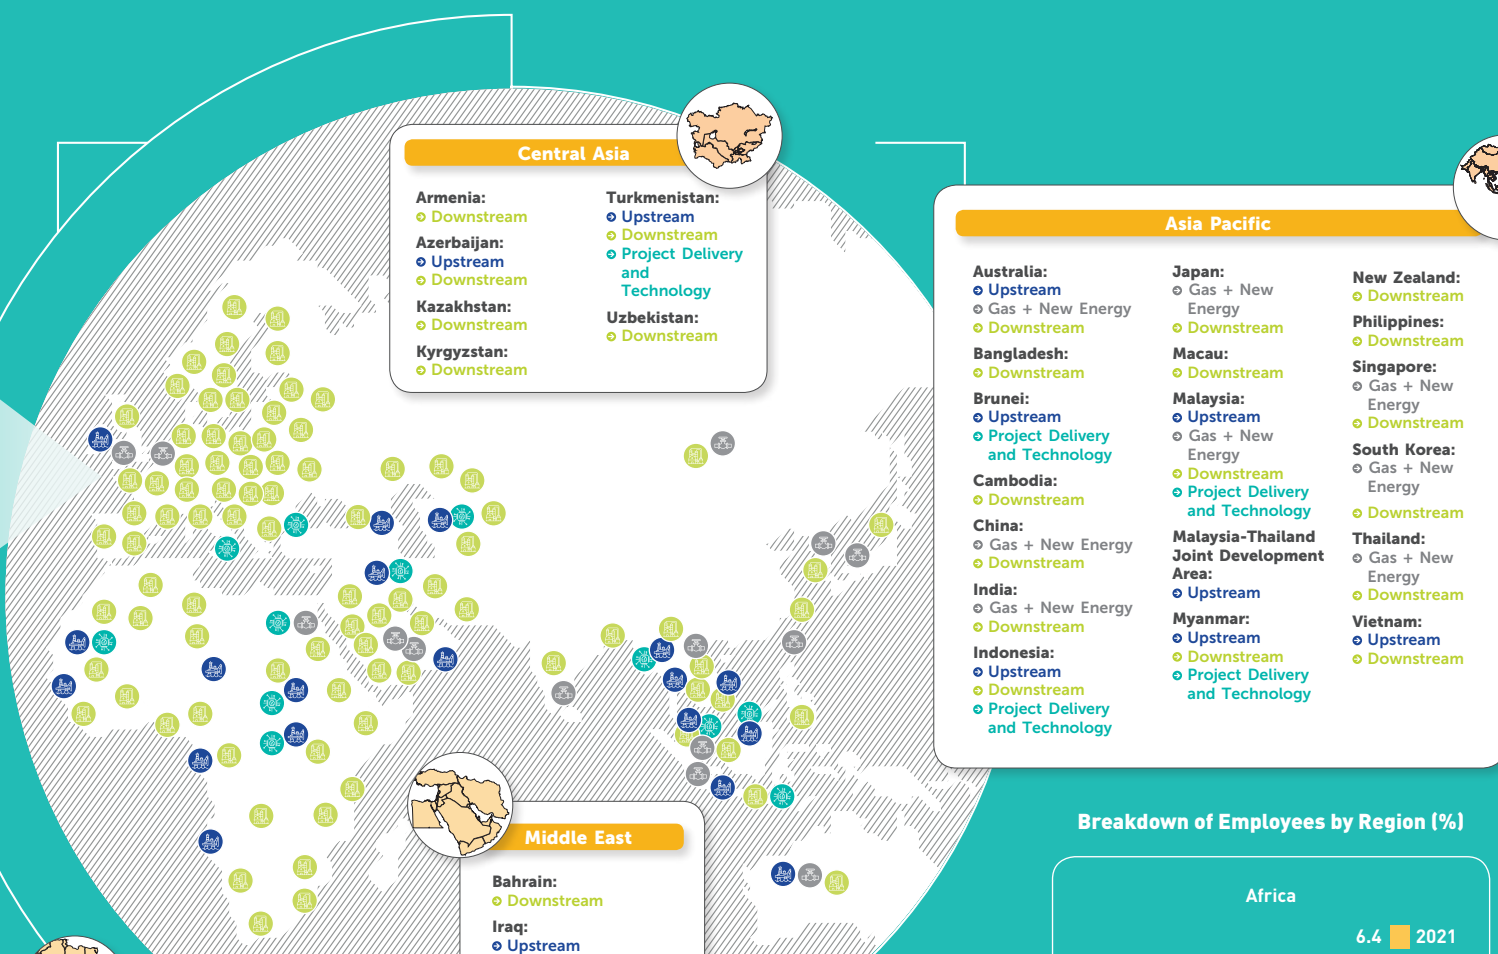 Central Asia
Armenia:
Downstream
Azerbaijan:
Upstream
Downstream
Kazakhstan:
Downstream
Kyrgyzstan:
Downstream
Turkmenistan:
Upstream
Downstream
Project Delivery
and
Technology
Uzbekistan:
Downstream
Asia Pacific
Australia:
Upstream
Gas + New Energy
Downstream
Bangladesh:
Downstream
Brunei:
Upstream
Project Delivery
and Technology
Cambodia:
Downstream
China:
Gas + New Energy
Downstream
India:
Gas + New Energy
Downstream
Indonesia:
Upstream
Downstream
Project Delivery
and Technology
Japan:
Gas + New
Energy
Downstream
Macau:
Downstream
Malaysia:
Upstream
Gas + New
Energy
Downstream
Project Delivery
and Technology
Malaysia-Thailand
Joint Development
Area:
Upstream
Myanmar:
Upstream
Downstream
Project Delivery
and Technology
New Zealand:
Downstream
Philippines:
Downstream
Singapore:
Gas + New
Energy
Downstream
South Korea:
Gas + New
Energy
Downstream
Thailand:
Gas + New
Energy
Downstream
Vietnam:
Upstream
Downstream
Middle East
Bahrain:
Downstream
Iraq:
Upstream
Breakdown of Employees by Region (%)
Africa
6.4 2021